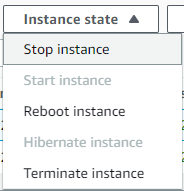 Instance state ▲
Stop instance
Start instance
Reboot instance
Hibernate instance
Terminate instance